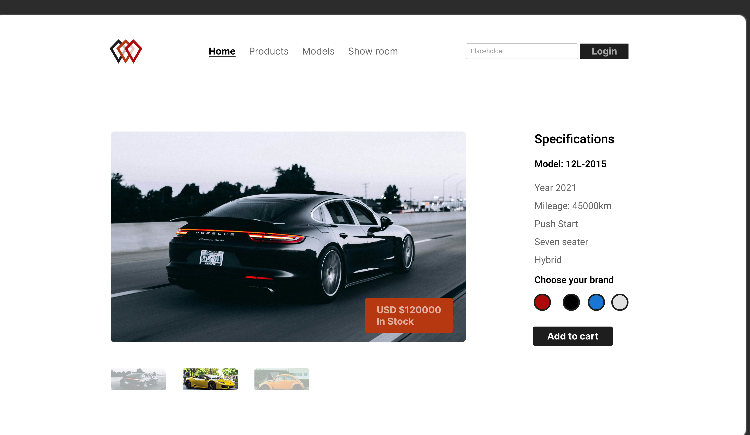 Home Products Models Show room
Placeholder
Login
Specifications
Model: 12L-2015
Year 2021
Mileage: 45000km
Push Start
Seven seater
Hybrid
Choose your brand
Add to cart
PORSCHE
USD $120000
In Stock